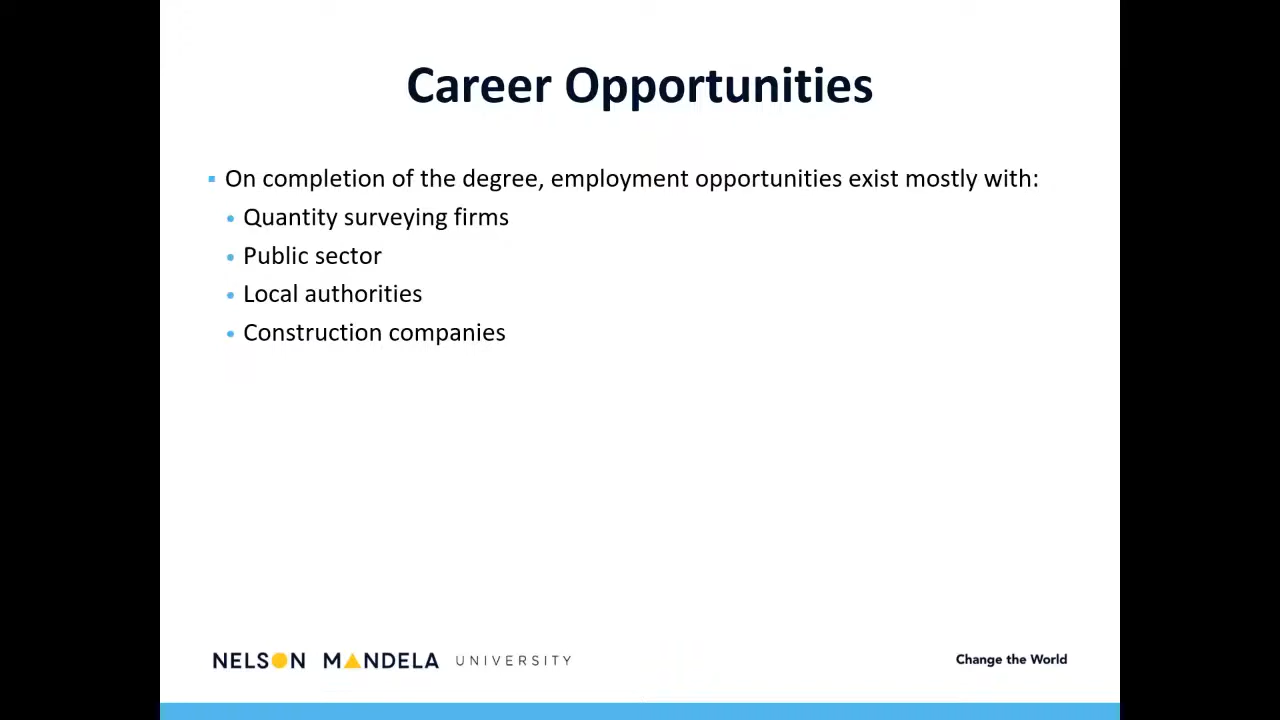 Career Opportunities
On completion of the degree, employment opportunities exist mostly with:
Quantity surveying firms
Public sector
Local authorities
Construction companies
NELSON MANDELA UNIVERSITY
Change the World